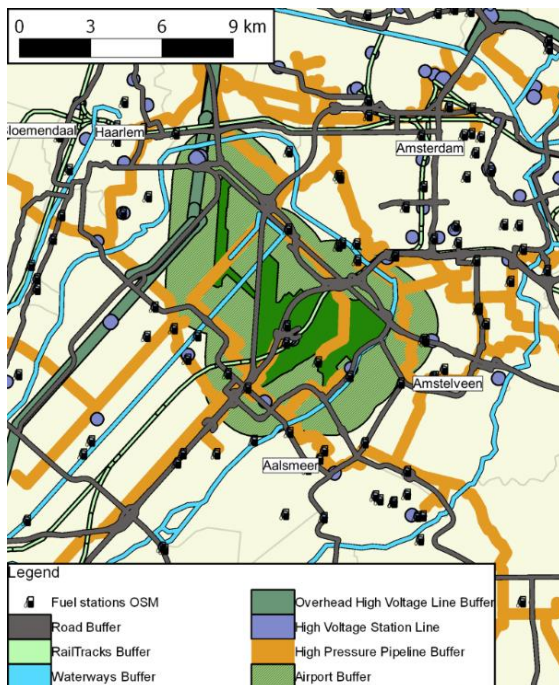 0 3 6 9 km
Bloemendaal
Haarlem
Amsterdam
Amstelveen
Aalsmeer
Legend
Fuel stations OSM
Road Buffer
RailTracks Buffer
Waterways Buffer
Overhead High Voltage Line Buffer
High Voltage Station Line
High Pressure Pipeline Buffer
Airport Buffer